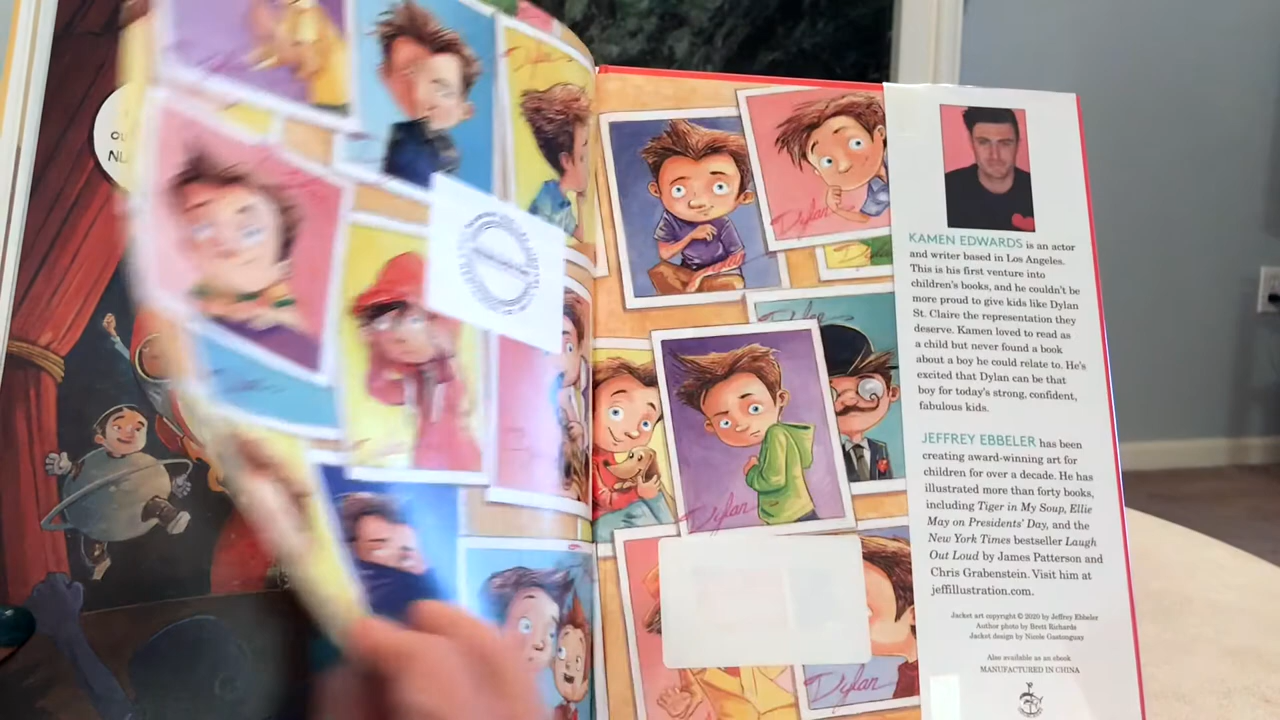 Dylan
Dylan
Dylan
KAMEN EDWARDS is an actor
and writer based in Los Angeles.
This is his first venture into
children's books, and he couldn't be
more proud to give kids like Dylan
St. Claire the representation they
deserve. Kamen loved to read as
a child but never found a book
about a boy he could relate to. He's
excited that Dylan can be that
boy for today's strong, confident,
fabulous kids.
JEFFREY EBBELER has been
creating award-winning art for
children for over a decade. He has
illustrated more than forty books,
including Tiger in My Soup, Ellie
May on Presidents' Day, and the
New York Times bestseller Laugh
Out Loud by James Patterson and
Chris Grabenstein. Visit him at
jeffillustration.com.
Jacket art copyright © 2020 by Jeffrey Ebbeler
Author photo by Brett Richards
Jacket design by Nicole Gastonguay
Also available as an ebook
MANUFACTURED IN CHINA